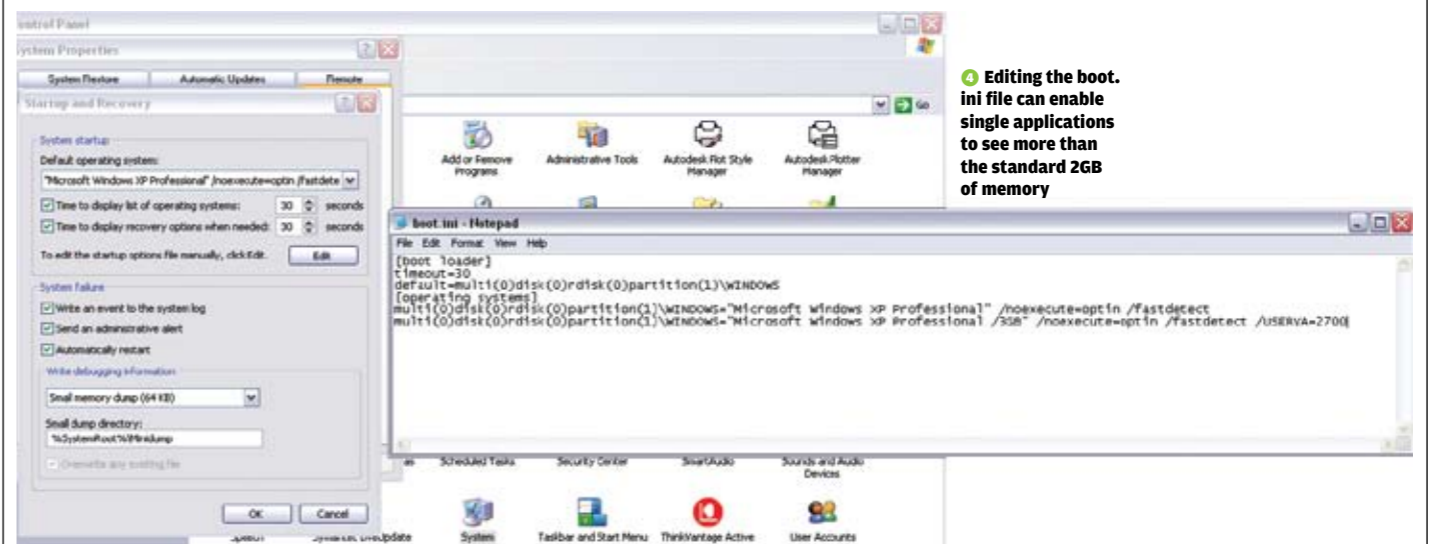 Control Panel
System Properties
System Restore
Automatic Updates
Remote
Startup and Recovery
System startup
Default operating system:
"Microsoft Windows XP Professional" /noexecute=optin /fastdete
Time to display list of operating systems: 30 seconds
Time to display recovery options when needed: 30 seconds
To edit the startup options file manually, click Edit.
Edit
System failure
Write an event to the system log
Send an administrative alert
Automatically restart
Write debugging information
Small memory dump (64 KB)
Small dump directory:
%SystemRoot%\Minidump
Overwrite any existing file
OK
Cancel
Go
Add or Remove Programs
Administrative Tools
Autodesk Plot Style Manager
Autodesk Plotter Manager
boot.ini - Notepad
File Edit Format View Help
[boot loader]
timeout=30
default=multi(0)disk(0)rdisk(0)partition(1)\WINDOWS
[operating systems]
multi(0)disk(0)rdisk(0)partition(1)\WINDOWS="Microsoft Windows XP Professional" /noexecute=optin /fastdetect
multi(0)disk(0)rdisk(0)partition(1)\WINDOWS="Microsoft Windows XP Professional /3GB" /noexecute=optin /fastdetect /USERVA=2700
as
Scheduled Tasks
Security Center
SmartAudio
Sounds and Audio Devices
Speech
Symantec LiveUpdate
System
Taskbar and Start Menu
ThinkVantage Active
User Accounts
4 Editing the boot.
ini file can enable
single applications
to see more than
the standard 2GB
of memory